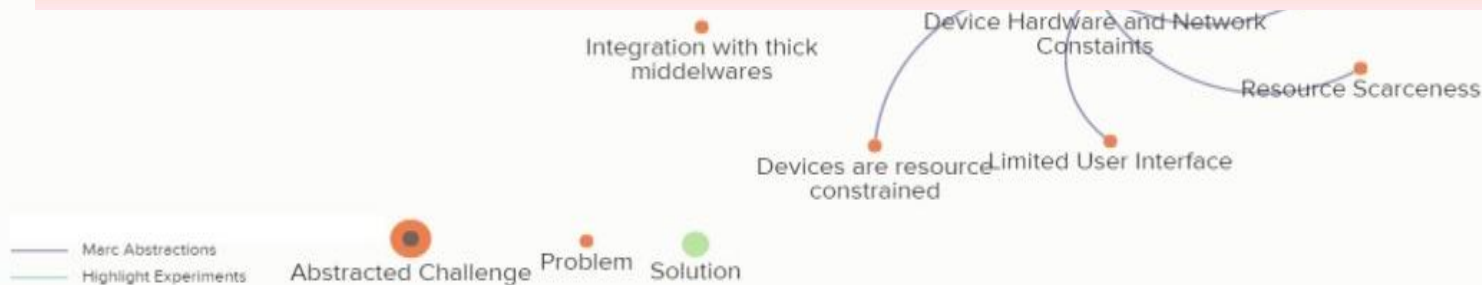 Device Hardware and Network
Constaints
Integration with thick
middelwares
Resource Scarceness
Devices are resource
constrained
Limited User Interface
Marc Abstractions
Highlight Experiments
Abstracted Challenge
Problem
Solution